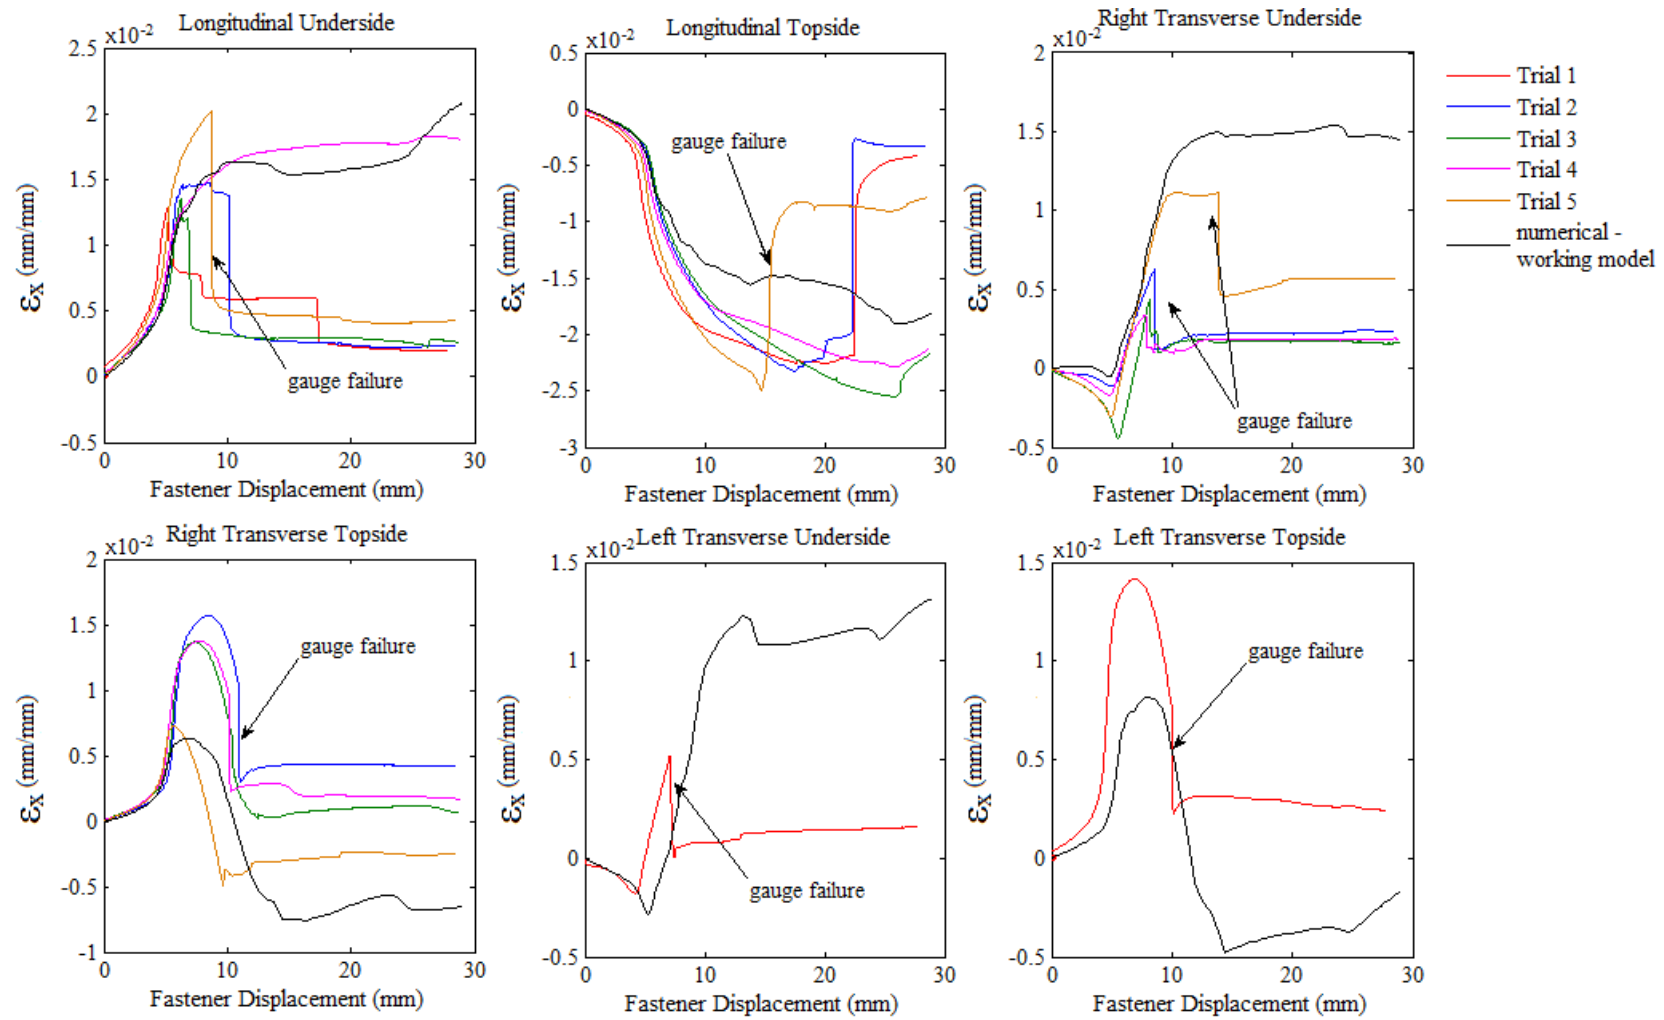 Longitudinal Underside
x10-2
2.5
2
1.5
1
0.5
0
-0.5
0
10
20
30
εX (mm/mm)
Fastener Displacement (mm)
gauge failure
Longitudinal Topside
x10-2
0.5
0
-0.5
-1
-1.5
-2
-2.5
-3
0
10
20
30
εX (mm/mm)
Fastener Displacement (mm)
gauge failure
Right Transverse Underside
x10-2
2
1.5
1
0.5
0
-0.5
0
10
20
30
εX (mm/mm)
Fastener Displacement (mm)
gauge failure
Trial 1
Trial 2
Trial 3
Trial 4
Trial 5
numerical -
working model
Right Transverse Topside
x10-2
2
1.5
1
0.5
0
-0.5
-1
0
10
20
30
εX (mm/mm)
Fastener Displacement (mm)
gauge failure
Left Transverse Underside
x10-2
1.5
1
0.5
0
-0.5
0
10
20
30
εX (mm/mm)
Fastener Displacement (mm)
gauge failure
Left Transverse Topside
x10-2
1.5
1
0.5
0
-0.5
0
10
20
30
εX (mm/mm)
Fastener Displacement (mm)
gauge failure